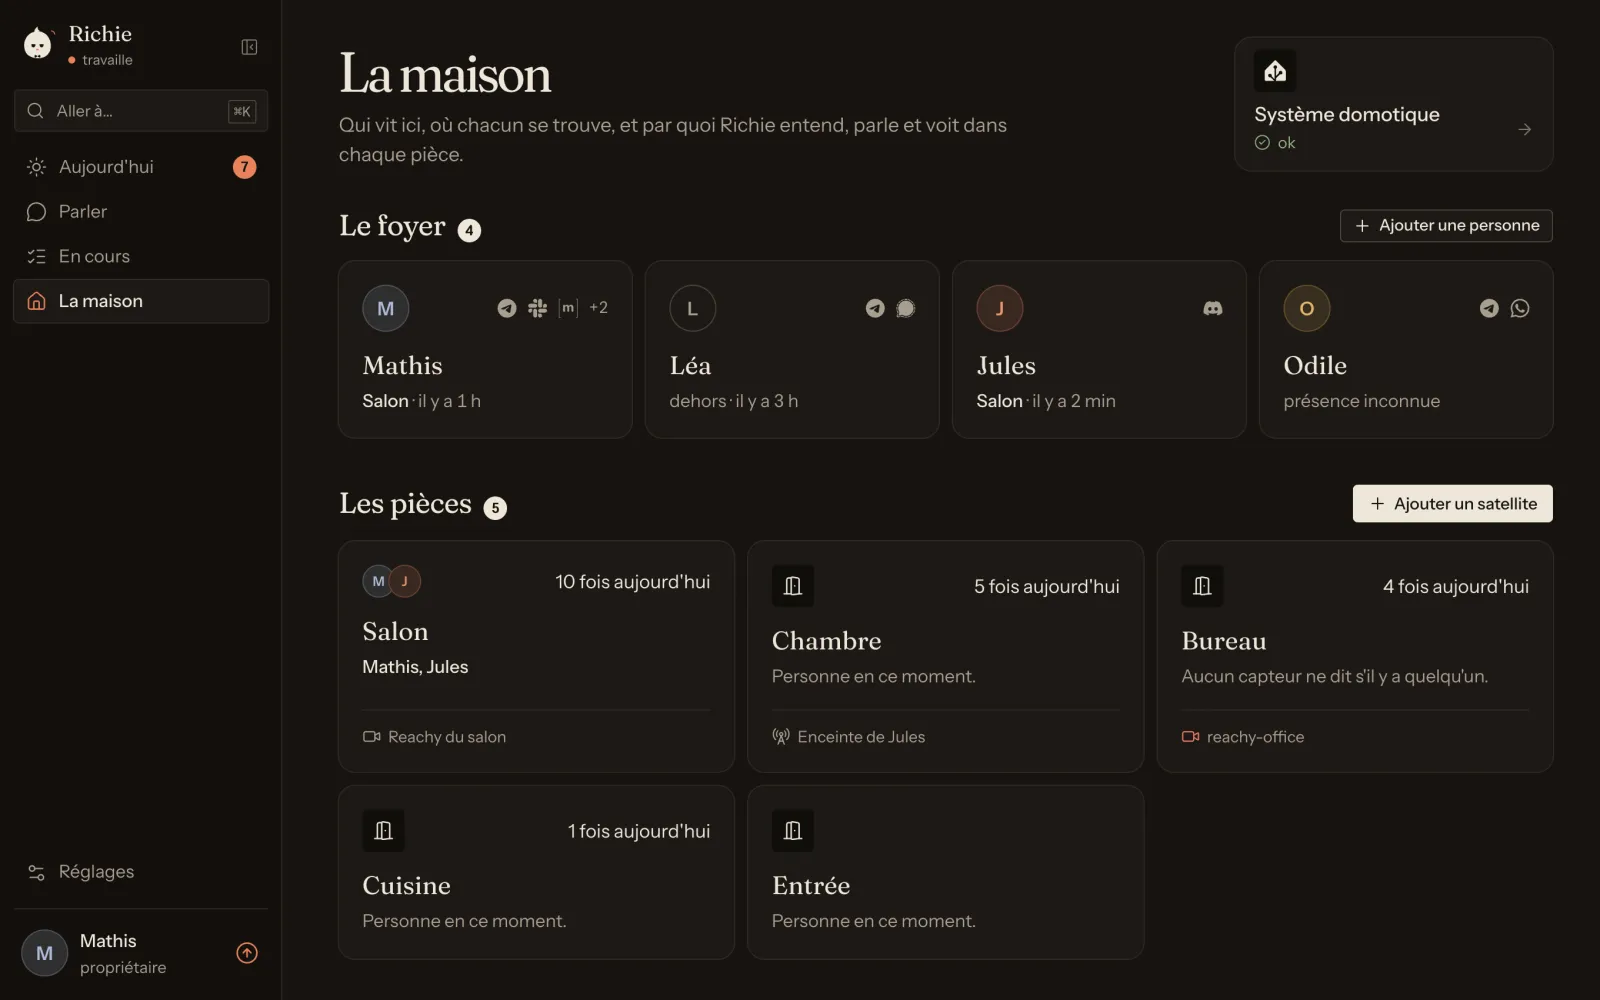 Richie
travaille
Aller à...
⌘K
Aujourd'hui
7
Parler
En cours
La maison
Réglages
M
Mathis
propriétaire
La maison
Qui vit ici, où chacun se trouve, et par quoi Richie entend, parle et voit dans
chaque pièce.
Système domotique
ok
Le foyer 4
+ Ajouter une personne
M
[m]
+2
Mathis
Salon · il y a 1 h
L
Léa
dehors · il y a 3 h
J
Jules
Salon · il y a 2 min
O
Odile
présence inconnue
Les pièces 5
+ Ajouter un satellite
M J
10 fois aujourd'hui
Salon
Mathis, Jules
Reachy du salon
5 fois aujourd'hui
Chambre
Personne en ce moment.
Enceinte de Jules
4 fois aujourd'hui
Bureau
Aucun capteur ne dit s'il y a quelqu'un.
reachy-office
1 fois aujourd'hui
Cuisine
Personne en ce moment.
Entrée
Personne en ce moment.